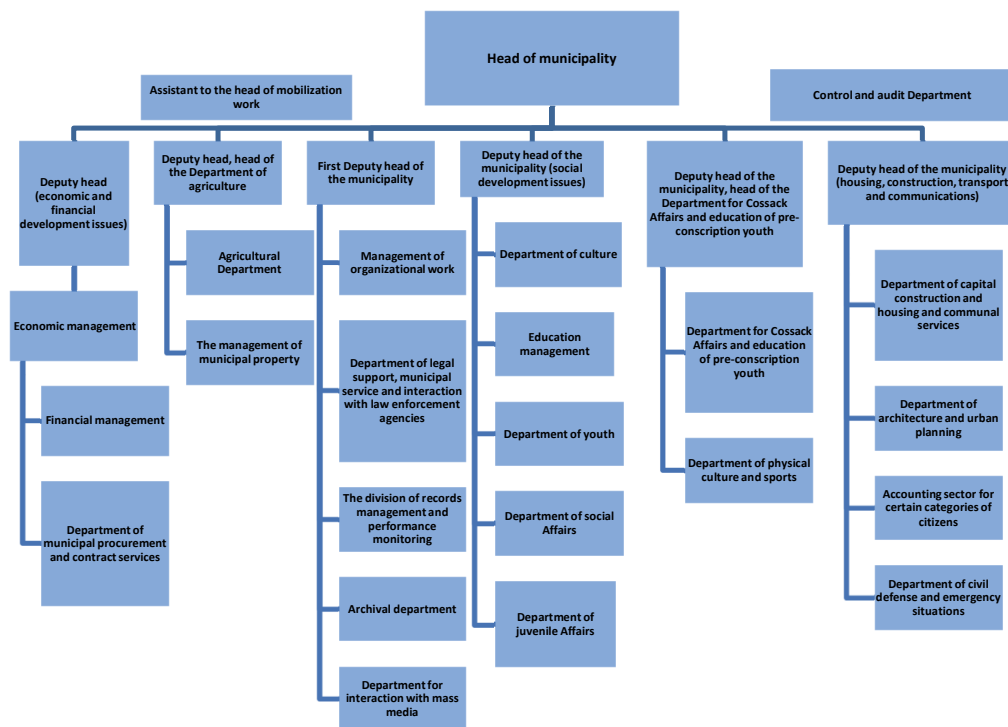 Head of municipality
Assistant to the head of mobilization
work
Control and audit Department
Deputy head
(economic and
financial
development issues)
Economic management
Financial management
Department of
municipal procurement
and contract services
Deputy head, head of
the Department of
agriculture
Agricultural
Department
The management of
municipal property
First Deputy head of
the municipality
Management of
organizational work
Department of legal
support, municipal
service and interaction
with law enforcement
agencies
The division of records
management and
performance
monitoring
Archival department
Department for
interaction with mass
media
Deputy head of the
municipality (social
development issues)
Department of culture
Education
management
Department of youth
Department of social
Affairs
Department of
juvenile Affairs
Deputy head of the
municipality, head of the
Department for Cossack
Affairs and education of pre-
conscription youth
Department for Cossack
Affairs and education
of pre-conscription
youth
Department of physical
culture and sports
Deputy head of the municipality
(housing, construction, transport
and communications)
Department of capital
construction and
housing and communal
services
Department of
architecture and urban
planning
Accounting sector for
certain categories of
citizens
Department of civil
defense and emergency
situations